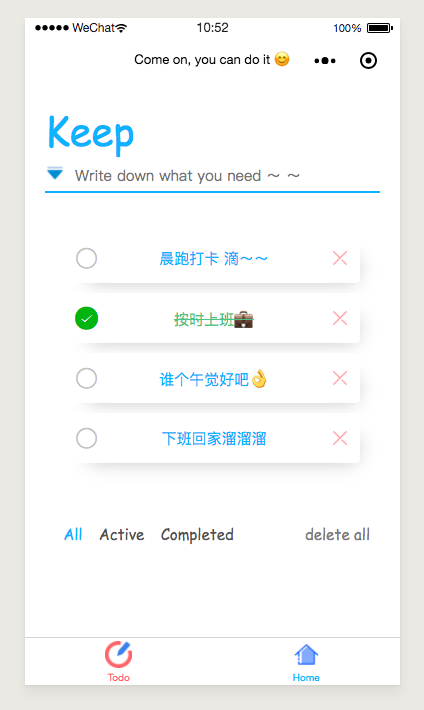 WeChat 10:52 100%
Come on, you can do it 😊
Keep
Write down what you need ～ ～
晨跑打卡 滴～～
按时上班💼
谁个午觉好吧👌
下班回家溜溜溜
All Active Completed delete all
Todo Home